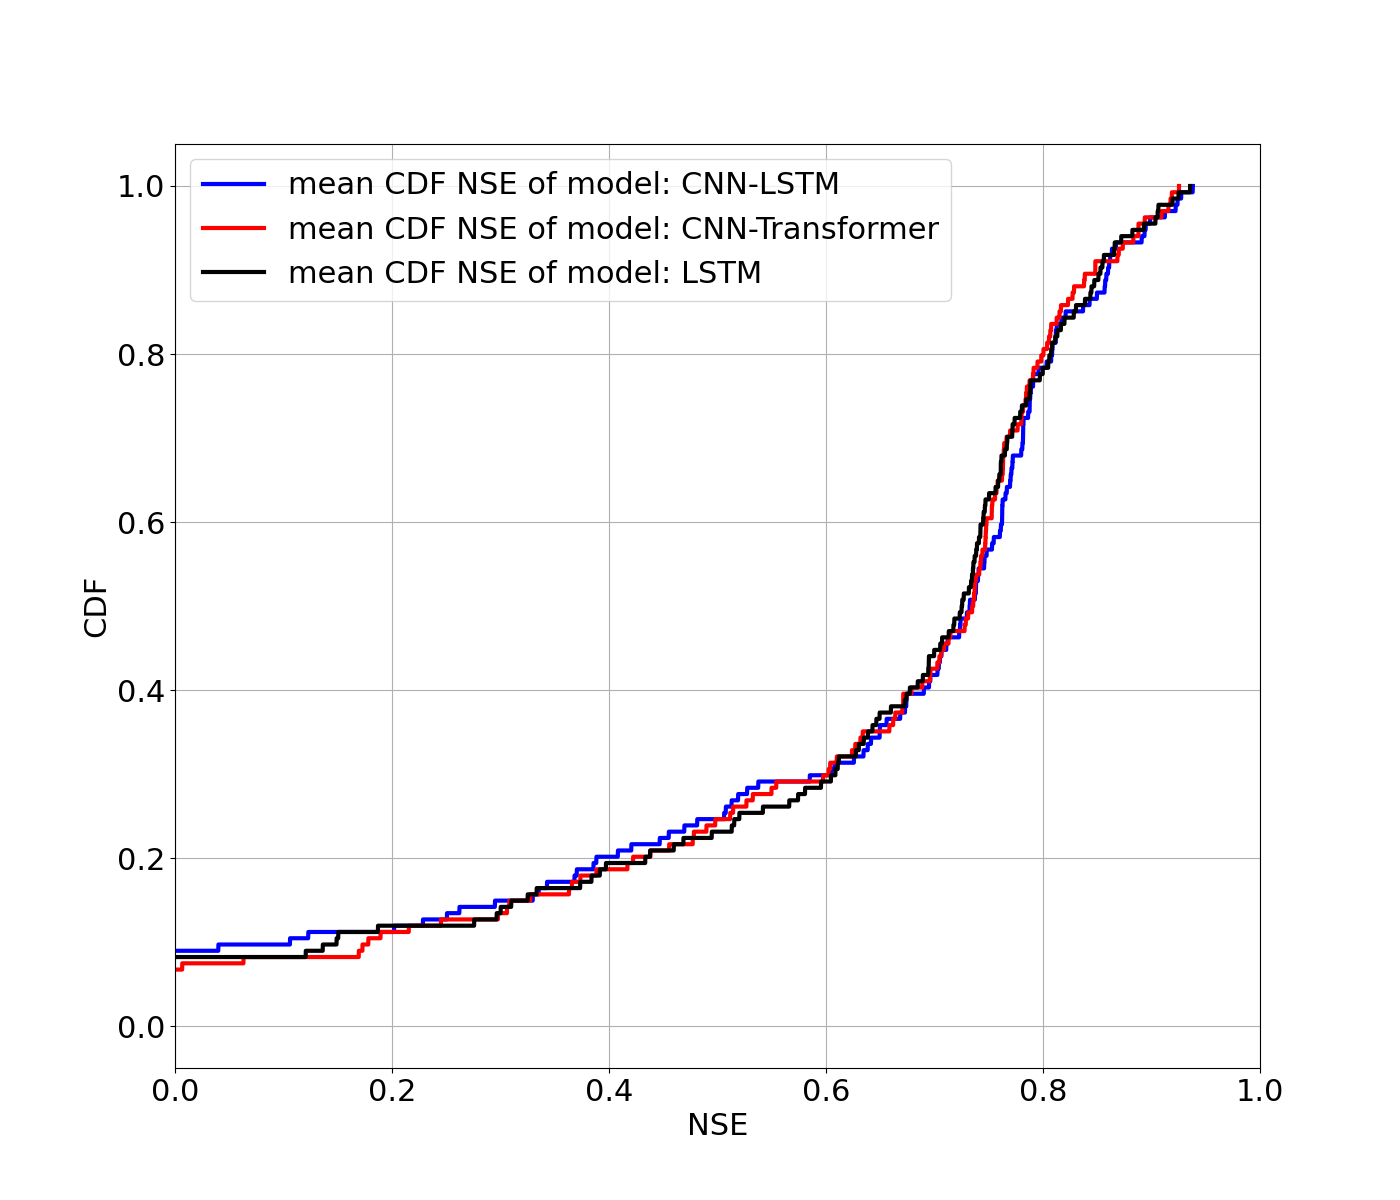 mean CDF NSE of model: CNN-LSTM
mean CDF NSE of model: CNN-Transformer
mean CDF NSE of model: LSTM
1.0
0.8
0.6
0.4
0.2
0.0
CDF
0.0 0.2 0.4 0.6 0.8 1.0
NSE